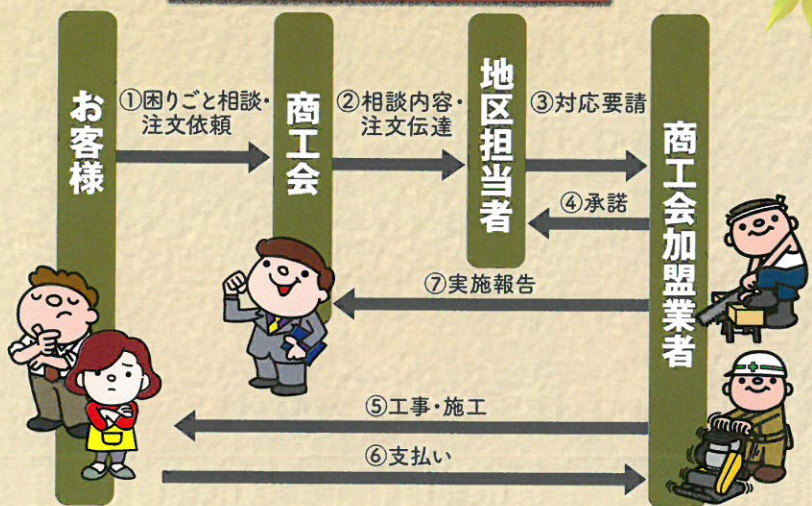 お客様
①困りごと相談・
注文依頼
商工会
②相談内容・
注文伝達
地区担当者
③対応要請
④承諾
商工会加盟業者
⑦実施報告
⑤工事・施工
⑥支払い